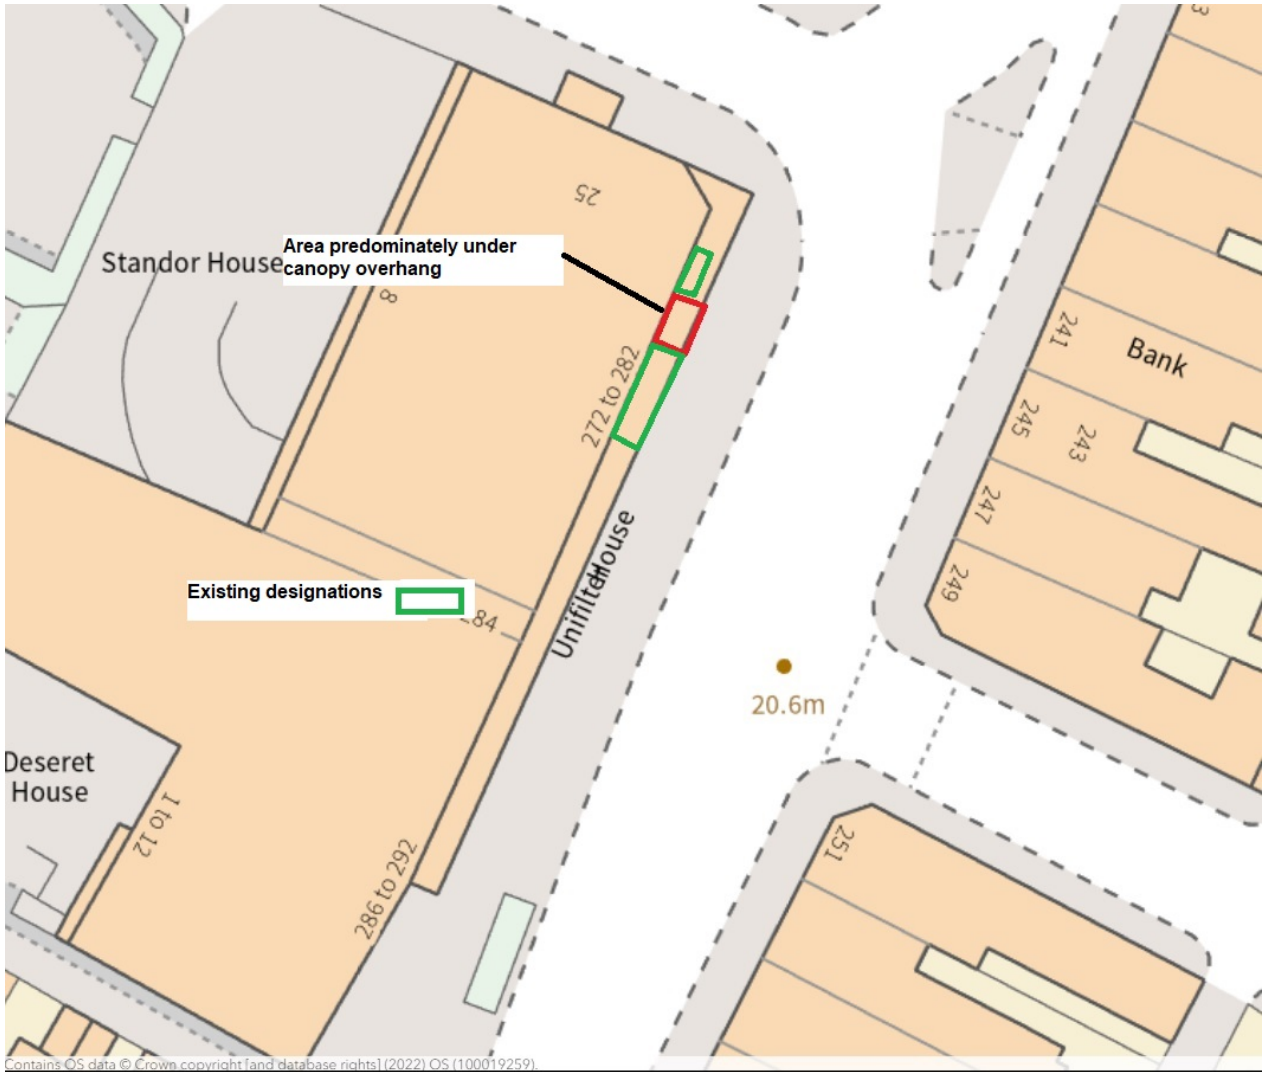 3
25
Area predominately under
canopy overhang
Standor House
8
241
Bank
272 to 282
245
243
247
Unifilter House
249
Existing designations
284
20.6m
Deseret
House
1 to 12
251
286 to 292
Contains OS data © Crown copyright [and database rights] (2022) OS (100019259).